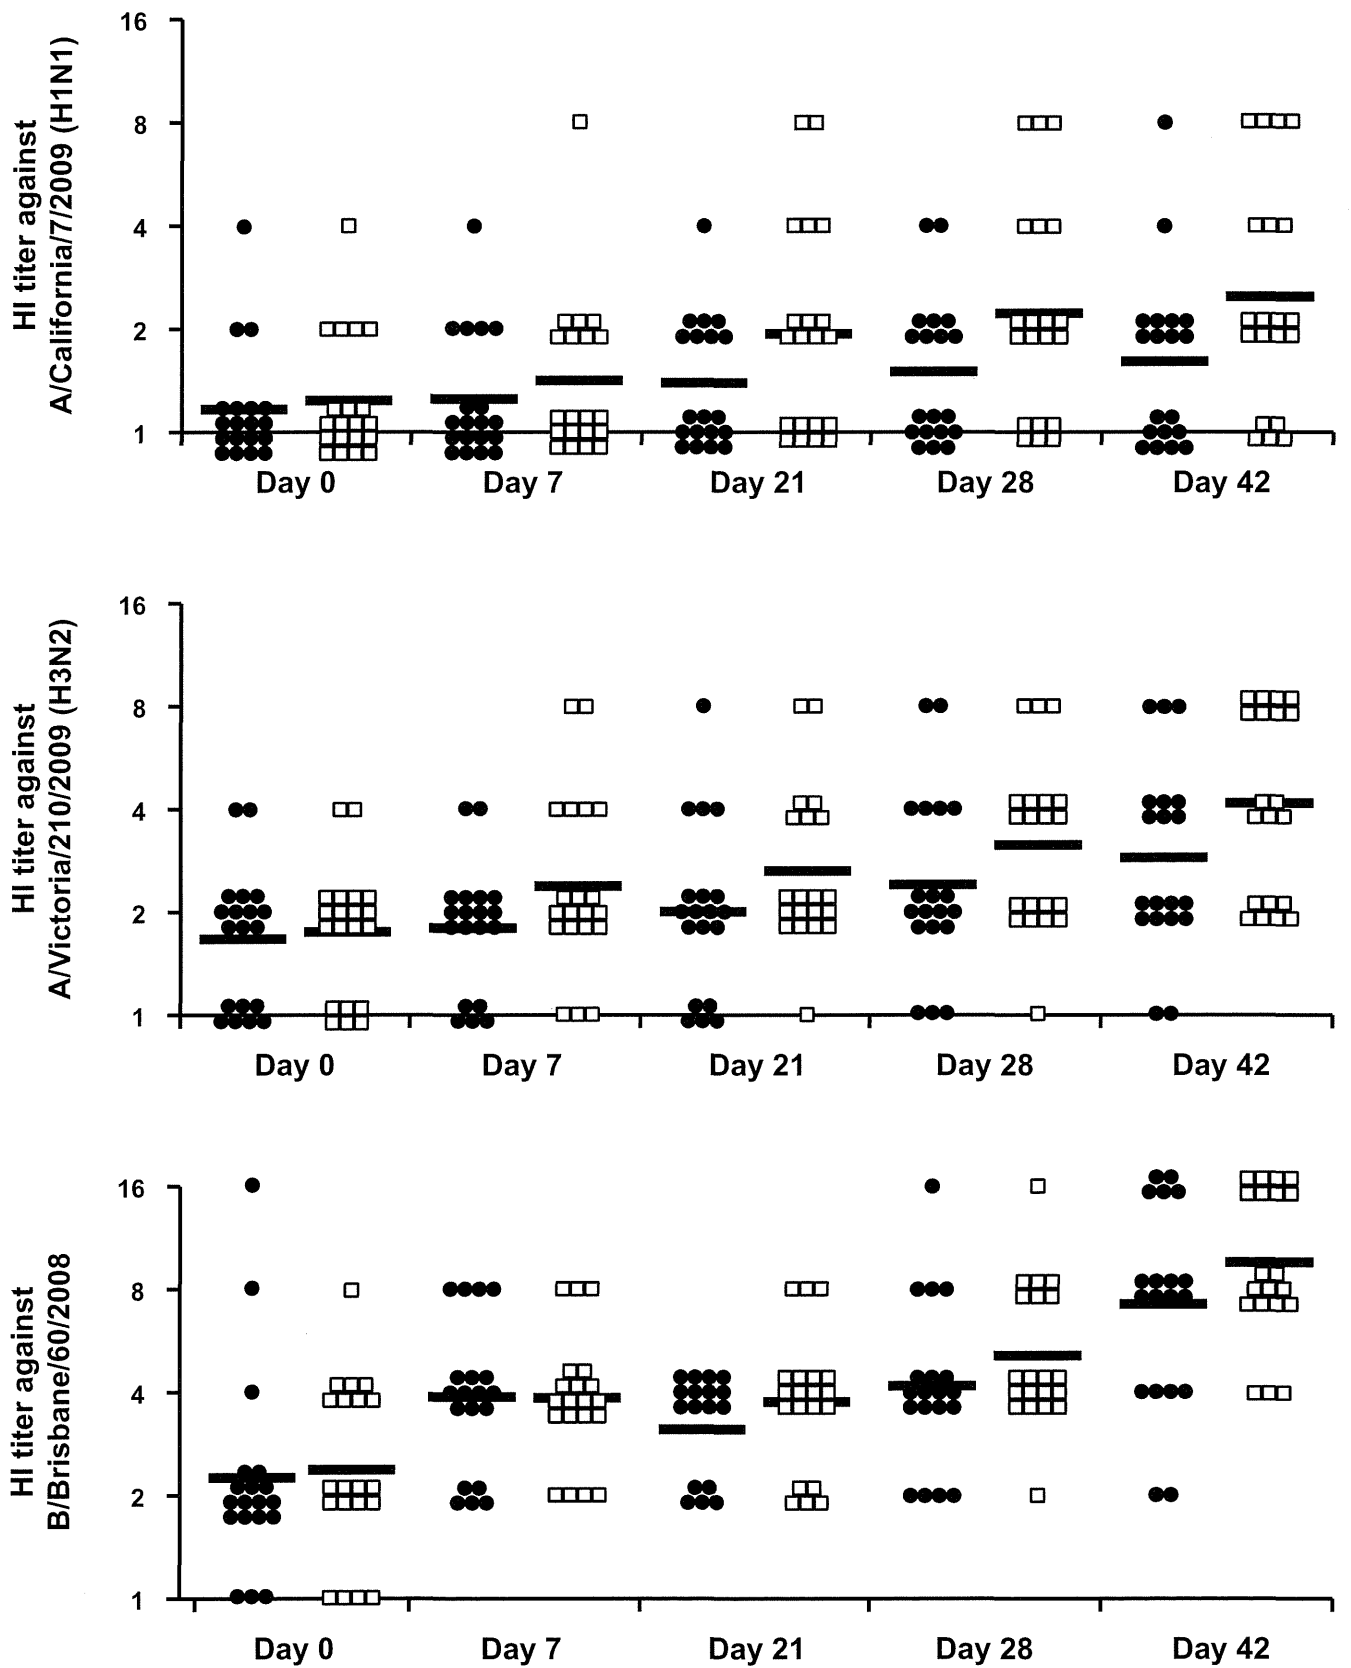 HI titer against
A/California/7/2009 (H1N1)
16
8
4
2
1
Day 0
Day 7
Day 21
Day 28
Day 42
HI titer against
A/Victoria/210/2009 (H3N2)
16
8
4
2
1
Day 0
Day 7
Day 21
Day 28
Day 42
HI titer against
B/Brisbane/60/2008
16
8
4
2
1
Day 0
Day 7
Day 21
Day 28
Day 42